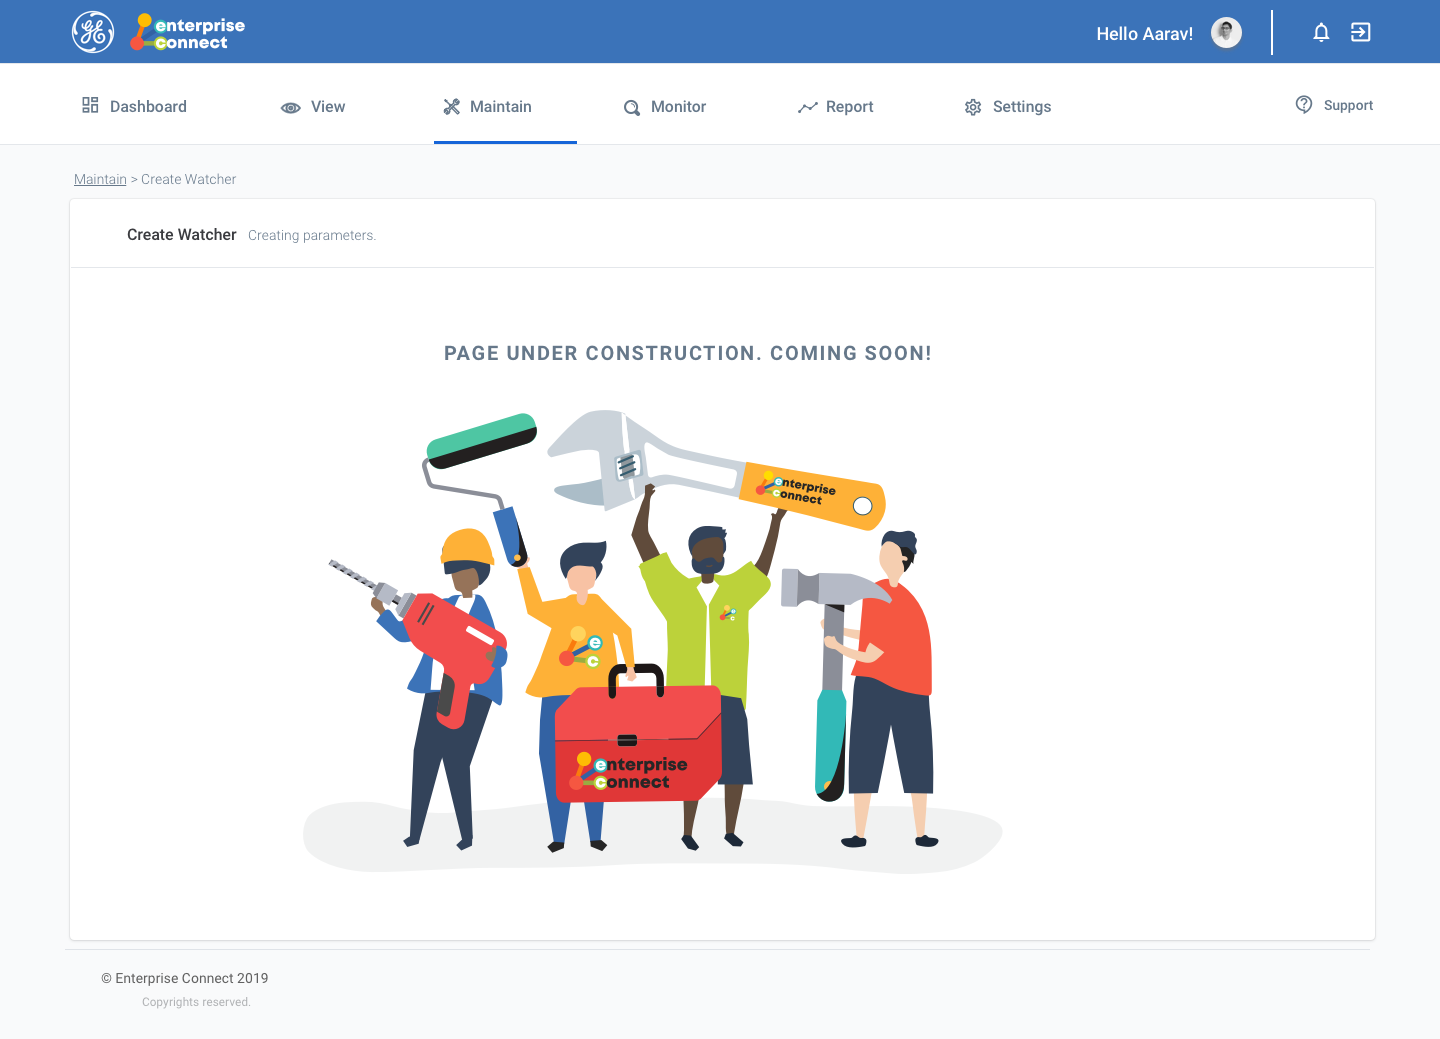 GE
enterprise
connect
Hello Aarav!
Dashboard
View
Maintain
Monitor
Report
Settings
Support
Maintain > Create Watcher
Create Watcher Creating parameters.
PAGE UNDER CONSTRUCTION. COMING SOON!
enterprise
connect
e
c
e
c
enterprise
connect
© Enterprise Connect 2019
Copyrights reserved.